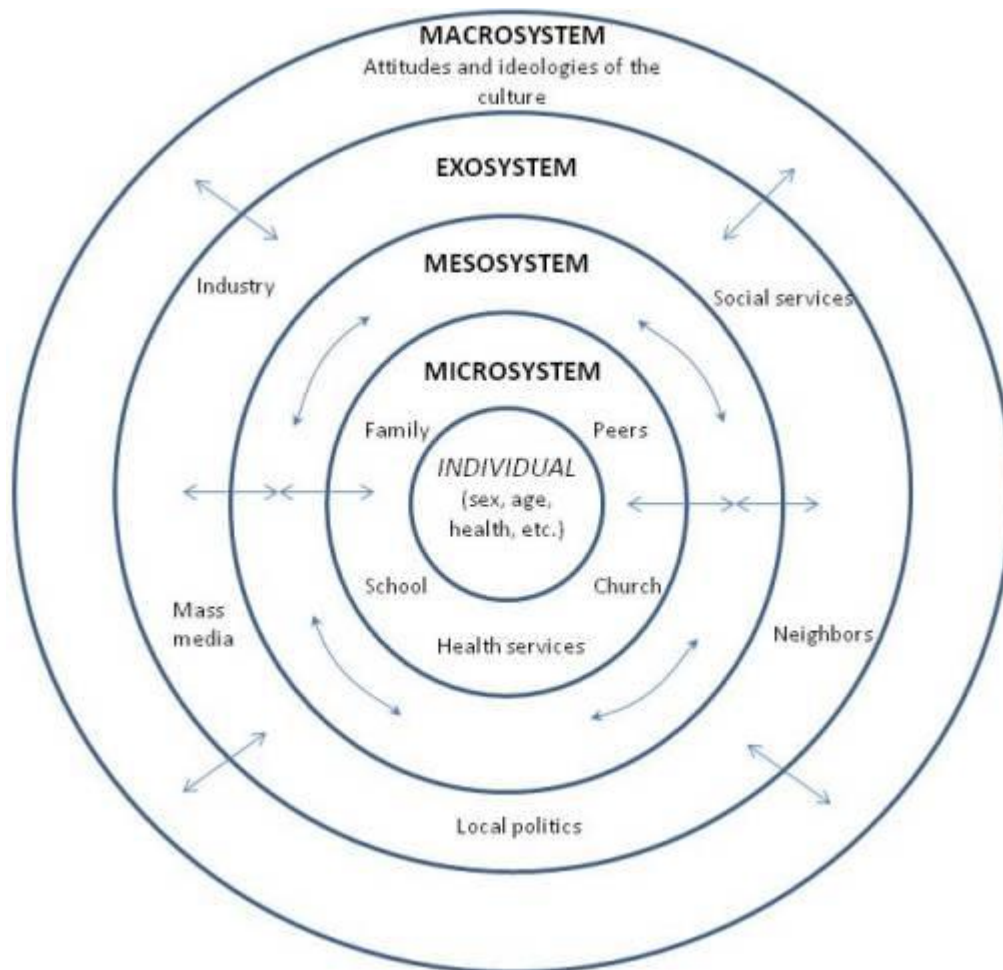 MACROSYSTEM
Attitudes and ideologies of the
culture
EXOSYSTEM
MESOSYSTEM
Industry
Social services
MICROSYSTEM
Family
Peers
INDIVIDUAL
(sex, age,
health, etc.)
School
Church
Mass
media
Health services
Neighbors
Local politics